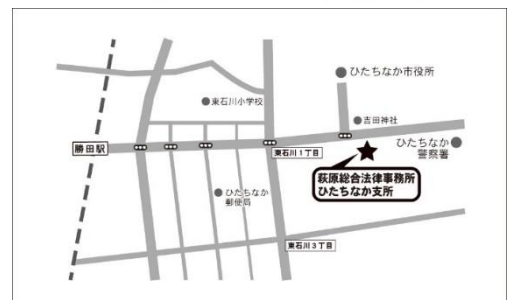 ひたちなか市役所
東石川小学校
吉田神社
勝田駅
東石川1丁目
ひたちなか
警察署
萩原総合法律事務所
ひたちなか支所
ひたちなか
郵便局
東石川3丁目